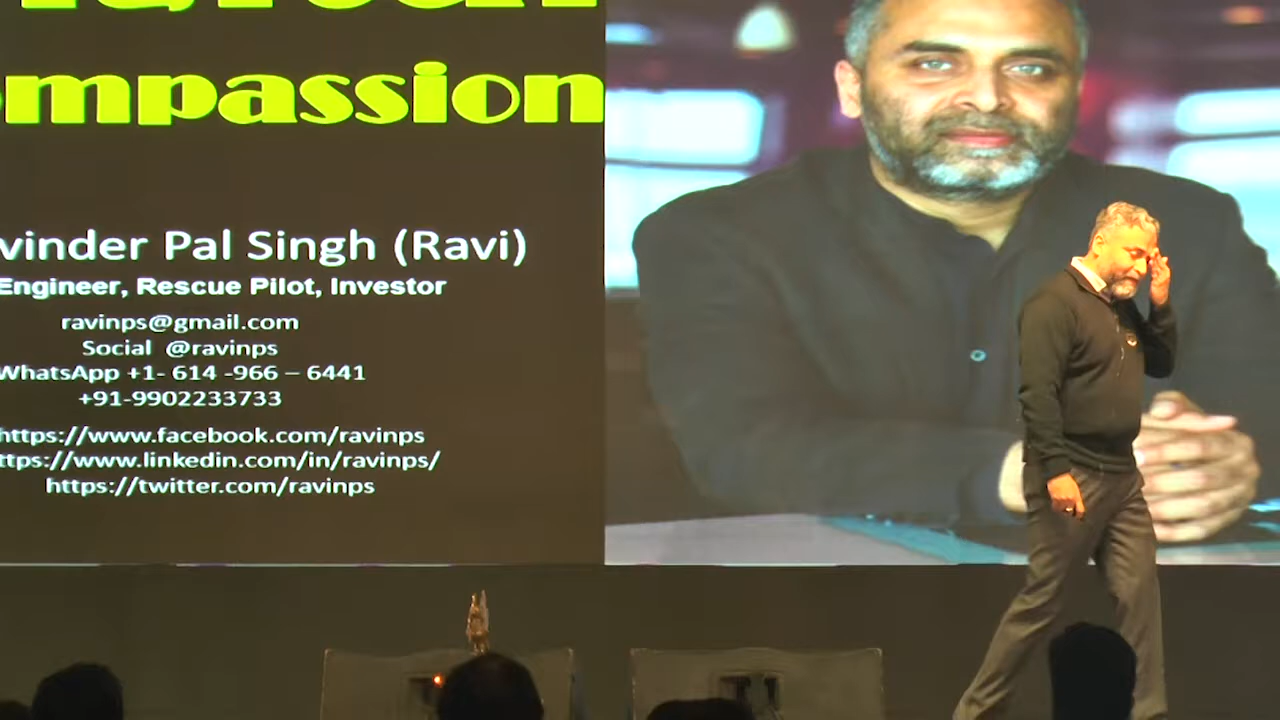 mpassion
vinder Pal Singh (Ravi)
Engineer, Rescue Pilot, Investor
ravinps@gmail.com
Social @ravinps
WhatsApp +1- 614 -966 – 6441
+91-9902233733
https://www.facebook.com/ravinps
ttps://www.linkedin.com/in/ravinps/
https://twitter.com/ravinps